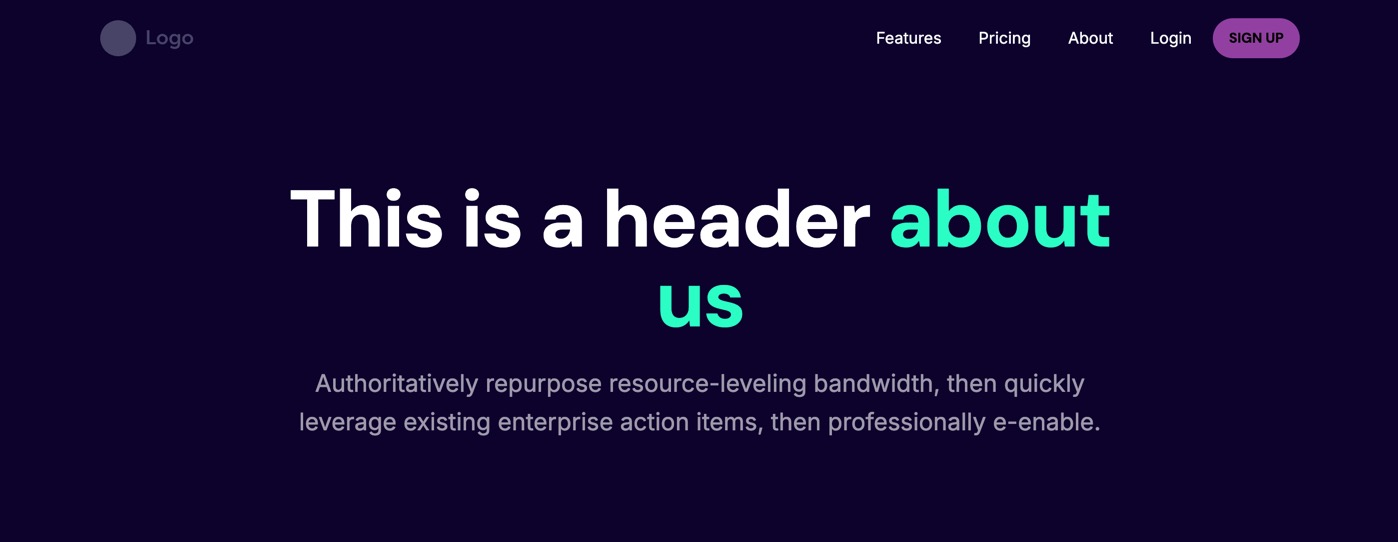 Logo
Features Pricing About Login SIGN UP
This is a header about
us
Authoritatively repurpose resource-leveling bandwidth, then quickly
leverage existing enterprise action items, then professionally e-enable.